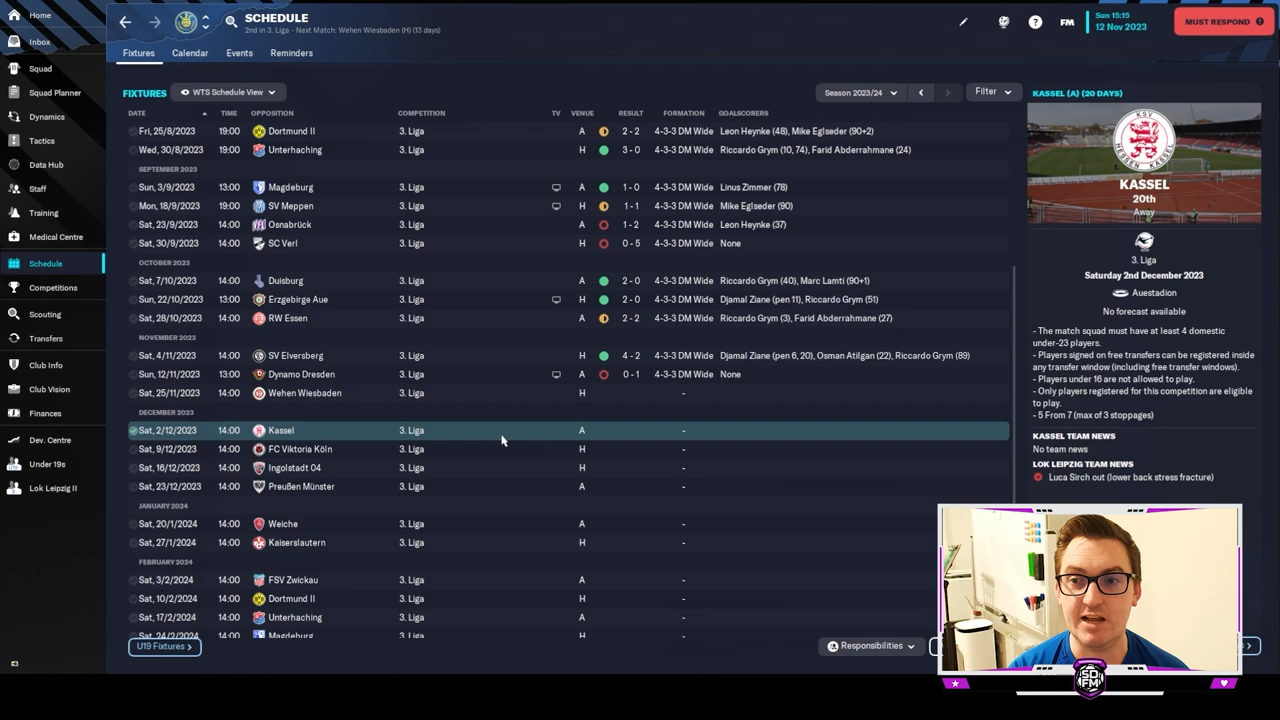 Home
Inbox
Squad
Squad Planner
Dynamics
Tactics
Data Hub
Staff
Training
Medical Centre
Schedule
Competitions
Scouting
Transfers
Club Info
Club Vision
Finances
Dev. Centre
Under 19s
Lok Leipzig II
SCHEDULE
2nd in 3. Liga - Next Match: Wehen Wiesbaden (H) (13 days)
FM
Sun 15:15
12 Nov 2023
MUST RESPOND
Fixtures Calendar Events Reminders
FIXTURES WTS Schedule View Season 2023/24 Filter
DATE TIME OPPOSITION COMPETITION TV VENUE RESULT FORMATION GOALSCORERS
Fri, 25/8/2023 19:00 Dortmund II 3. Liga A 2 - 2 4-3-3 DM Wide Leon Heynke (48), Mike Eglseder (90+2)
Wed, 30/8/2023 19:00 Unterhaching 3. Liga H 3 - 0 4-3-3 DM Wide Riccardo Grym (10, 74), Farid Abderrahmane (24)
SEPTEMBER 2023
Sun, 3/9/2023 13:00 Magdeburg 3. Liga A 1 - 0 4-3-3 DM Wide Linus Zimmer (78)
Mon, 18/9/2023 19:00 SV Meppen 3. Liga H 1 - 1 4-3-3 DM Wide Mike Eglseder (90)
Sat, 23/9/2023 14:00 Osnabrück 3. Liga A 1 - 2 4-3-3 DM Wide Leon Heynke (37)
Sat, 30/9/2023 14:00 SC Verl 3. Liga H 0 - 5 4-3-3 DM Wide None
OCTOBER 2023
Sat, 7/10/2023 14:00 Duisburg 3. Liga A 2 - 0 4-3-3 DM Wide Riccardo Grym (40), Marc Lamti (90+1)
Sun, 22/10/2023 13:00 Erzgebirge Aue 3. Liga H 2 - 0 4-3-3 DM Wide Djamal Ziane (pen 11), Riccardo Grym (51)
Sat, 28/10/2023 14:00 RW Essen 3. Liga A 2 - 2 4-3-3 DM Wide Riccardo Grym (3), Farid Abderrahmane (27)
NOVEMBER 2023
Sat, 4/11/2023 14:00 SV Elversberg 3. Liga H 4 - 2 4-3-3 DM Wide Djamal Ziane (pen 6, 20), Osman Atilgan (22), Riccardo Grym (89)
Sun, 12/11/2023 13:00 Dynamo Dresden 3. Liga A 0 - 1 4-3-3 DM Wide None
Sat, 25/11/2023 14:00 Wehen Wiesbaden 3. Liga H -
DECEMBER 2023
Sat, 2/12/2023 14:00 Kassel 3. Liga A -
Sat, 9/12/2023 14:00 FC Viktoria Köln 3. Liga H -
Sat, 16/12/2023 14:00 Ingolstadt 04 3. Liga H -
Sat, 23/12/2023 14:00 Preußen Münster 3. Liga A -
JANUARY 2024
Sat, 20/1/2024 14:00 Weiche 3. Liga A -
Sat, 27/1/2024 14:00 Kaiserslautern 3. Liga H -
FEBRUARY 2024
Sat, 3/2/2024 14:00 FSV Zwickau 3. Liga A -
Sat, 10/2/2024 14:00 Dortmund II 3. Liga H -
Sat, 17/2/2024 14:00 Unterhaching 3. Liga A -
Sat, 24/2/2024 14:00 Magdeburg 3. Liga H -
U19 Fixtures
Responsibilities
KASSEL (A) (20 DAYS)
KSV
HESSEN KASSEL
KASSEL
20th
Away
3. Liga
Saturday 2nd December 2023
Auestadion
No forecast available
- The match squad must have at least 4 domestic
under-23 players.
- Players signed on free transfers can be registered inside
any transfer window (including free transfer windows).
- Players under 16 are not allowed to play.
- Only players registered for this competition are eligible
to play.
- 5 From 7 (max of 3 stoppages)
KASSEL TEAM NEWS
No team news
LOK LEIPZIG TEAM NEWS
Luca Sirch out (lower back stress fracture)
SD
FM